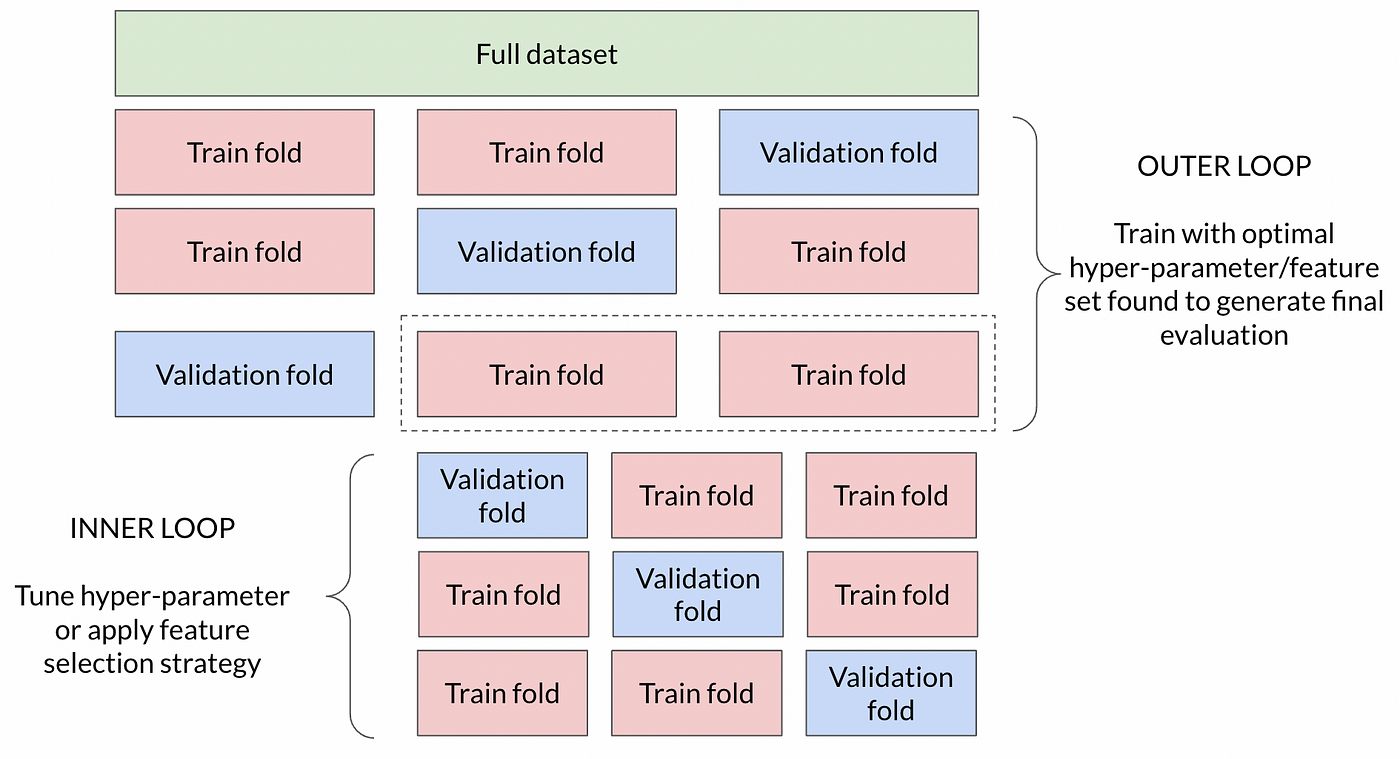 Full dataset
Train fold
Train fold
Validation fold
Train fold
Validation fold
Train fold
Validation fold
Train fold
Train fold
OUTER LOOP
Train with optimal
hyper-parameter/feature
set found to generate final
evaluation
INNER LOOP
Tune hyper-parameter
or apply feature
selection strategy
Validation
fold
Train fold
Train fold
Train fold
Validation
fold
Train fold
Train fold
Train fold
Validation
fold